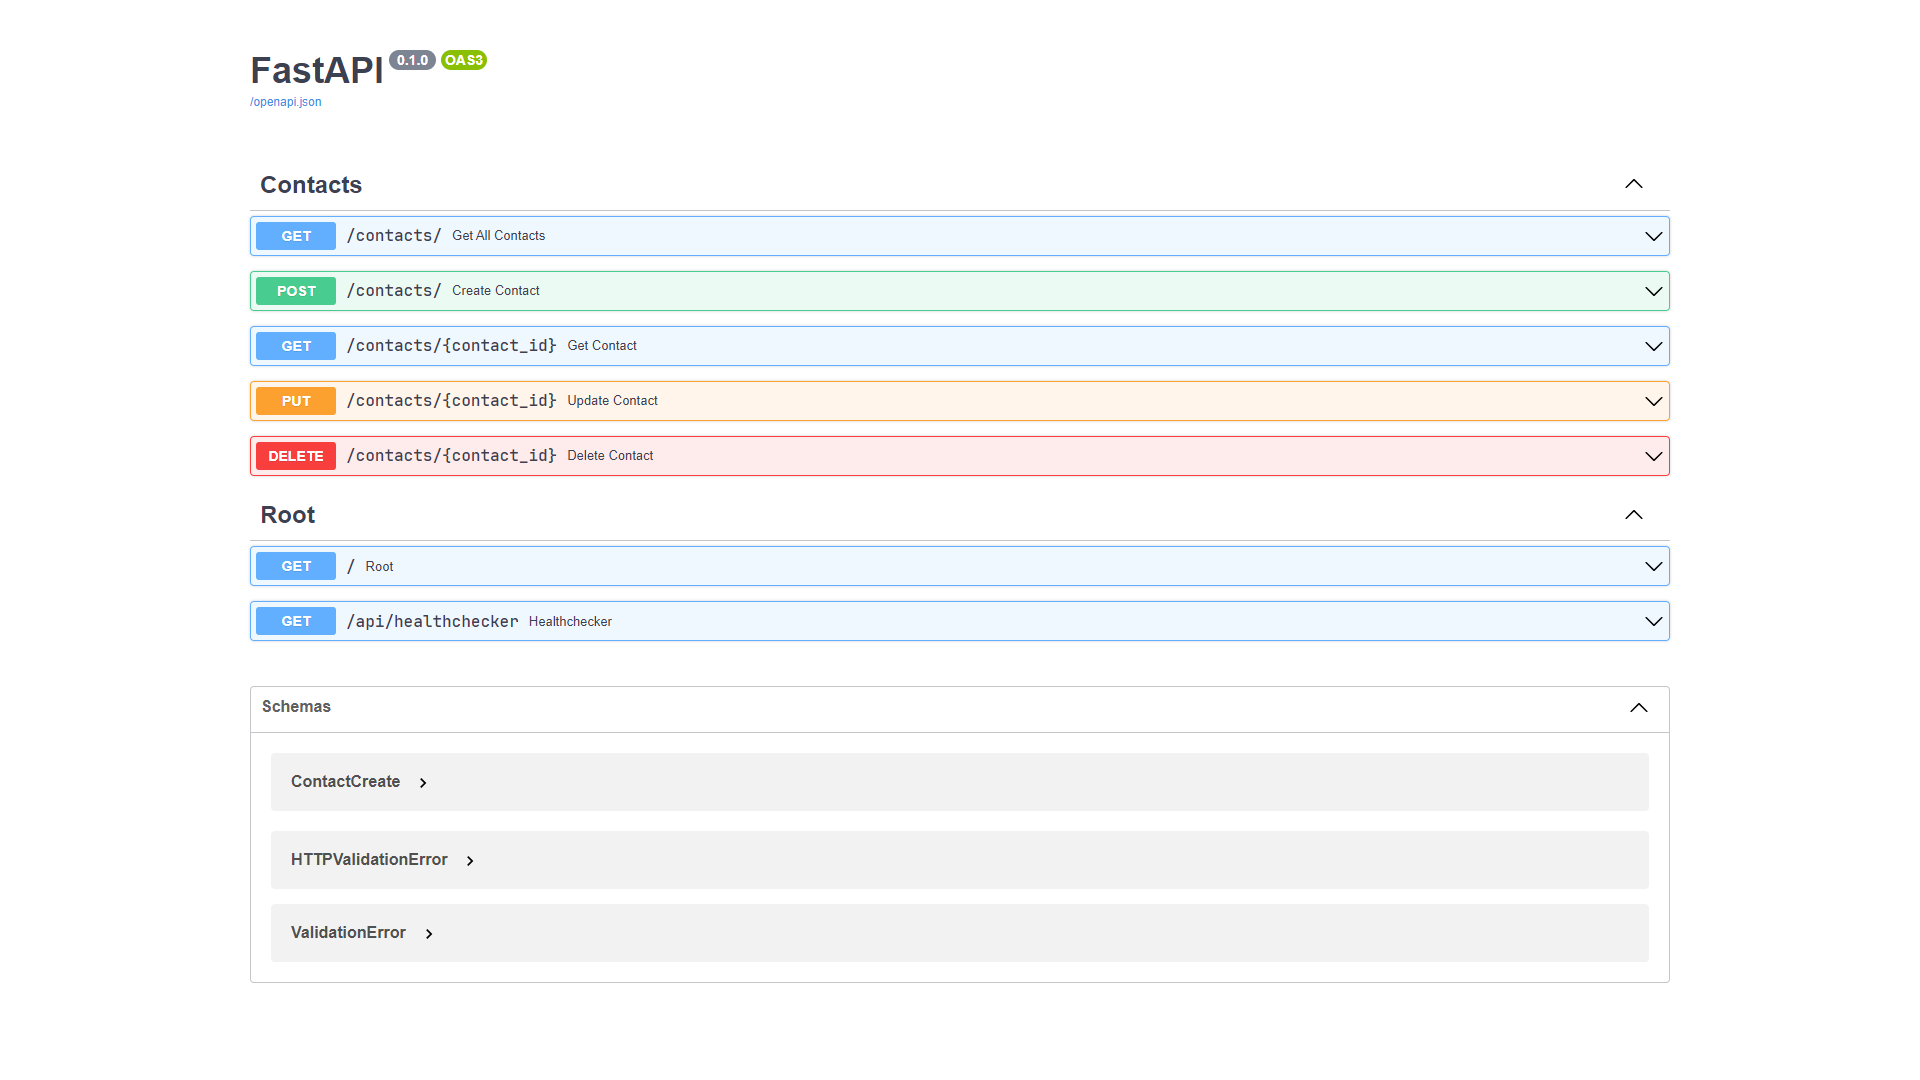 FastAPI 0.1.0 OAS3
/openapi.json
Contacts
GET /contacts/ Get All Contacts
POST /contacts/ Create Contact
GET /contacts/{contact_id} Get Contact
PUT /contacts/{contact_id} Update Contact
DELETE /contacts/{contact_id} Delete Contact
Root
GET / Root
GET /api/healthchecker Healthchecker
Schemas
ContactCreate
HTTPValidationError
ValidationError